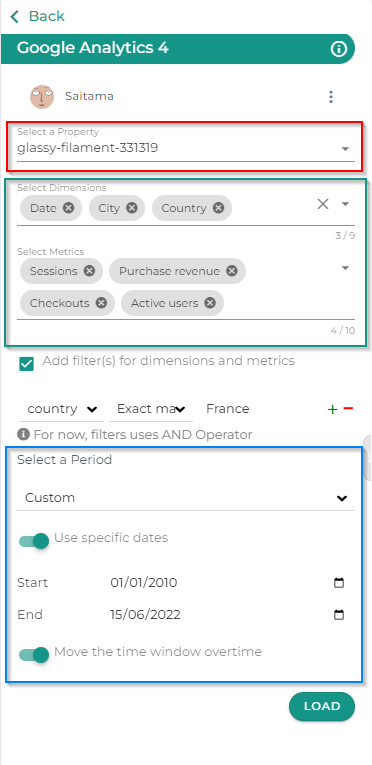 Back
Google Analytics 4
Saitama
Select a Property
glassy-filament-331319
Select Dimensions
Date City Country
3 / 9
Select Metrics
Sessions Purchase revenue
Checkouts Active users
4 / 10
Add filter(s) for dimensions and metrics
country Exact ma France
For now, filters uses AND Operator
Select a Period
Custom
Use specific dates
Start 01/01/2010
End 15/06/2022
Move the time window overtime
LOAD